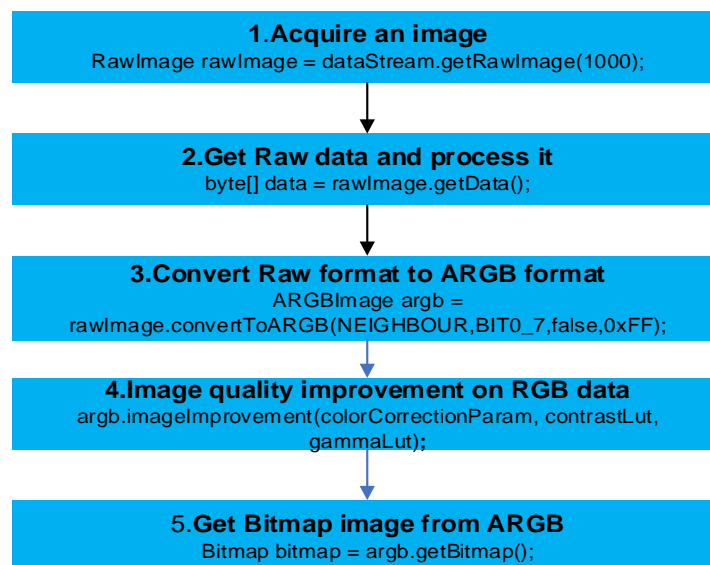 1.Acquire an image
RawImage rawImage = dataStream.getRawImage(1000);
2.Get Raw data and process it
byte[] data = rawImage.getData();
3.Convert Raw format to ARGB format
ARGBImage argb =
rawImage.convertToARGB(NEIGHBOUR,BIT0_7,false,0xFF);
4.Image quality improvement on RGB data
argb.imageImprovement(colorCorrectionParam, contrastLut,
gammaLut);
5.Get Bitmap image from ARGB
Bitmap bitmap = argb.getBitmap();